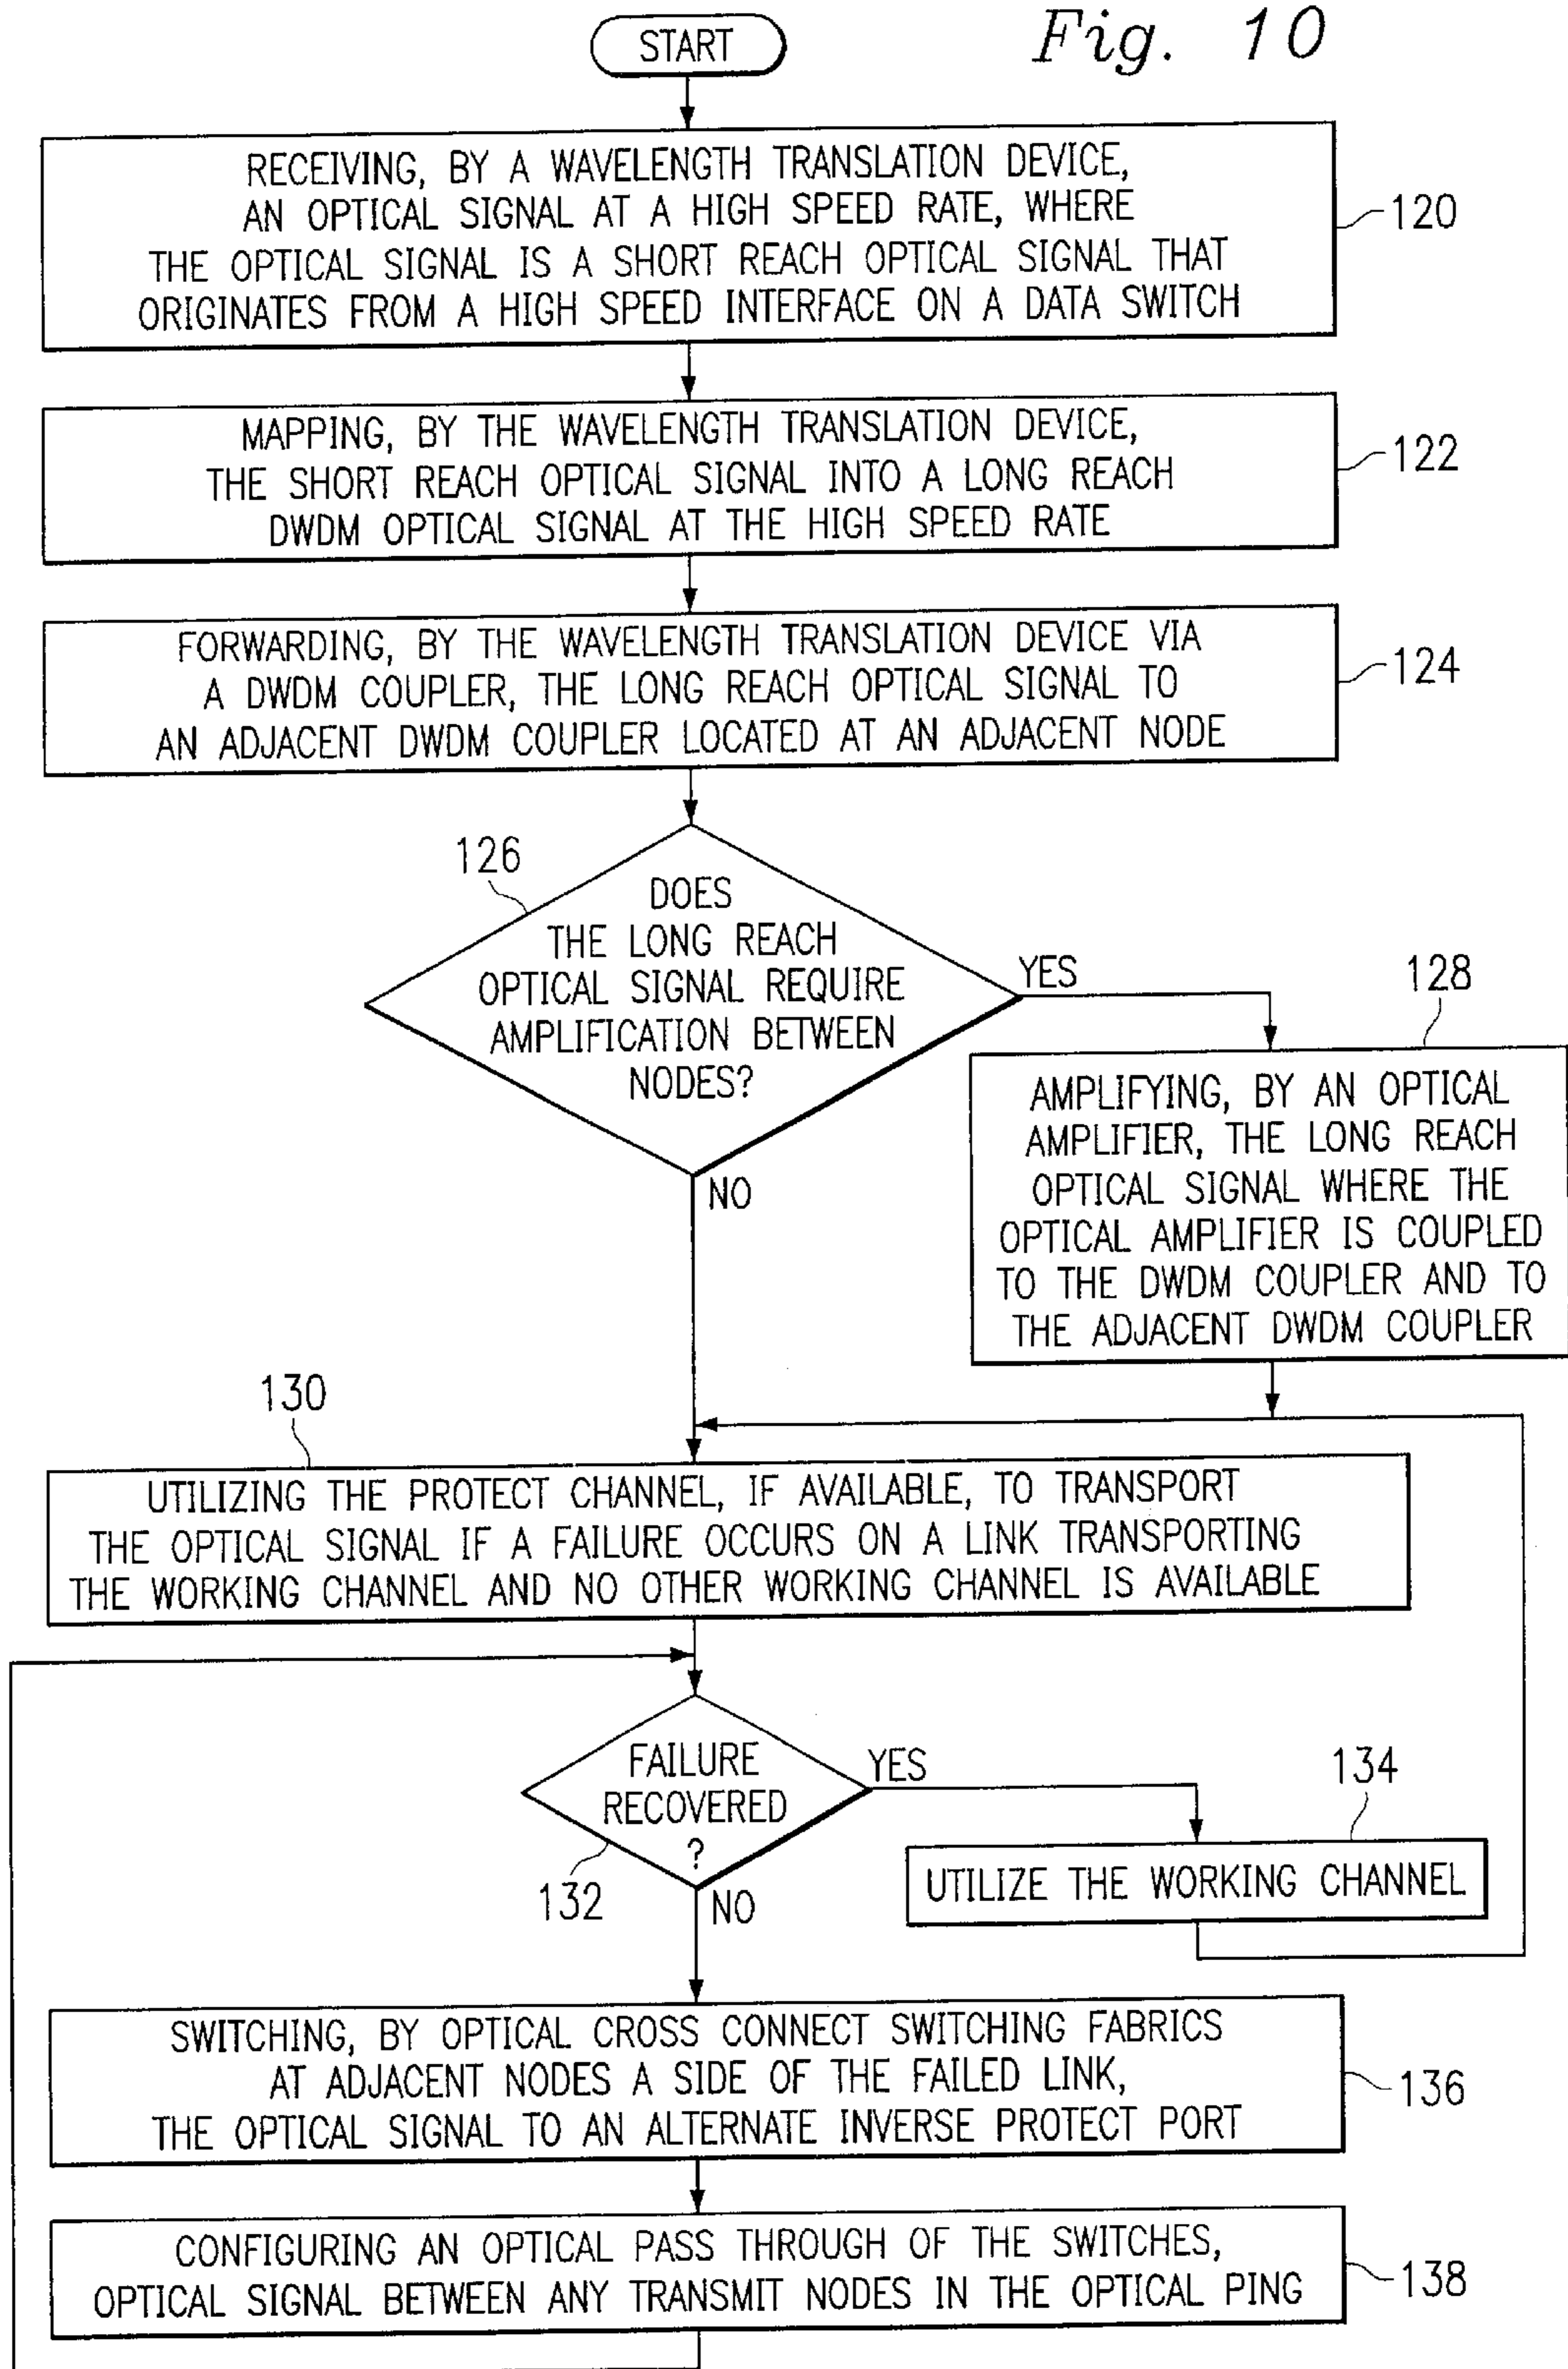 Fig. 10
START
RECEIVING, BY A WAVELENGTH TRANSLATION DEVICE,
AN OPTICAL SIGNAL AT A HIGH SPEED RATE, WHERE
THE OPTICAL SIGNAL IS A SHORT REACH OPTICAL SIGNAL THAT
ORIGINATES FROM A HIGH SPEED INTERFACE ON A DATA SWITCH
120
MAPPING, BY THE WAVELENGTH TRANSLATION DEVICE,
THE SHORT REACH OPTICAL SIGNAL INTO A LONG REACH
DWDM OPTICAL SIGNAL AT THE HIGH SPEED RATE
122
FORWARDING, BY THE WAVELENGTH TRANSLATION DEVICE VIA
A DWDM COUPLER, THE LONG REACH OPTICAL SIGNAL TO
AN ADJACENT DWDM COUPLER LOCATED AT AN ADJACENT NODE
124
126
DOES
THE LONG REACH
OPTICAL SIGNAL REQUIRE
AMPLIFICATION BETWEEN
NODES?
YES
NO
128
AMPLIFYING, BY AN OPTICAL
AMPLIFIER, THE LONG REACH
OPTICAL SIGNAL WHERE THE
OPTICAL AMPLIFIER IS COUPLED
TO THE DWDM COUPLER AND TO
THE ADJACENT DWDM COUPLER
130
UTILIZING THE PROTECT CHANNEL, IF AVAILABLE, TO TRANSPORT
THE OPTICAL SIGNAL IF A FAILURE OCCURS ON A LINK TRANSPORTING
THE WORKING CHANNEL AND NO OTHER WORKING CHANNEL IS AVAILABLE
FAILURE
RECOVERED
?
YES
132
NO
134
UTILIZE THE WORKING CHANNEL
SWITCHING, BY OPTICAL CROSS CONNECT SWITCHING FABRICS
AT ADJACENT NODES A SIDE OF THE FAILED LINK,
THE OPTICAL SIGNAL TO AN ALTERNATE INVERSE PROTECT PORT
136
CONFIGURING AN OPTICAL PASS THROUGH OF THE SWITCHES,
OPTICAL SIGNAL BETWEEN ANY TRANSMIT NODES IN THE OPTICAL PING
138